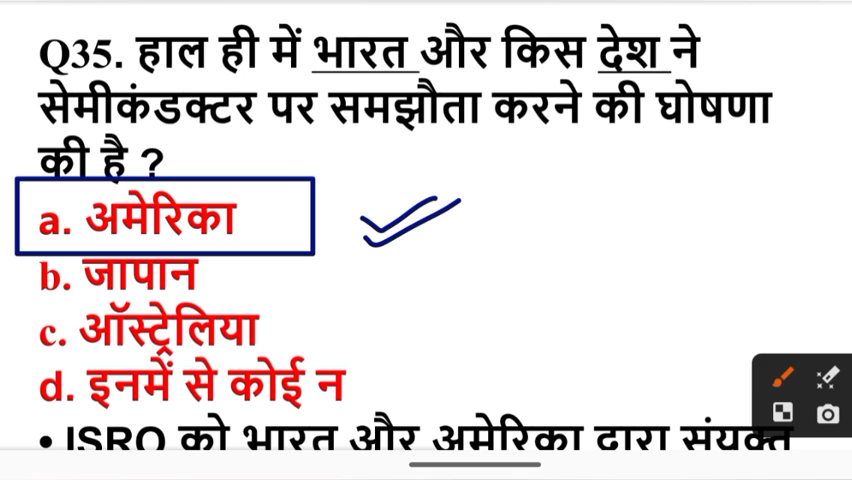 Q35. हाल ही में भारत और किस देश ने
सेमीकंडक्टर पर समझौता करने की घोषणा
की है ?
a. अमेरिका
b. जापान
c. ऑस्ट्रेलिया
d. इनमें से कोई न
• ISRO को भारत और अमेरिका द्वारा संयुक्त